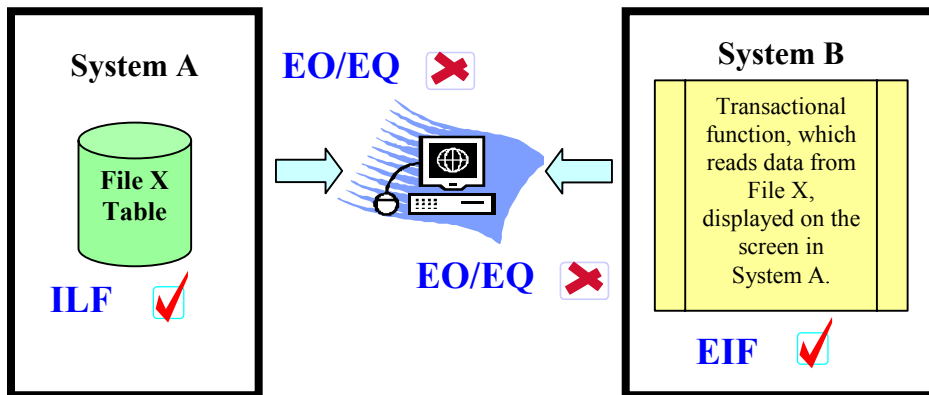 System A
File X
Table
ILF
EO/EQ
EO/EQ
System B
Transactional
function, which
reads data from
File X,
displayed on the
screen in
System A.
EIF